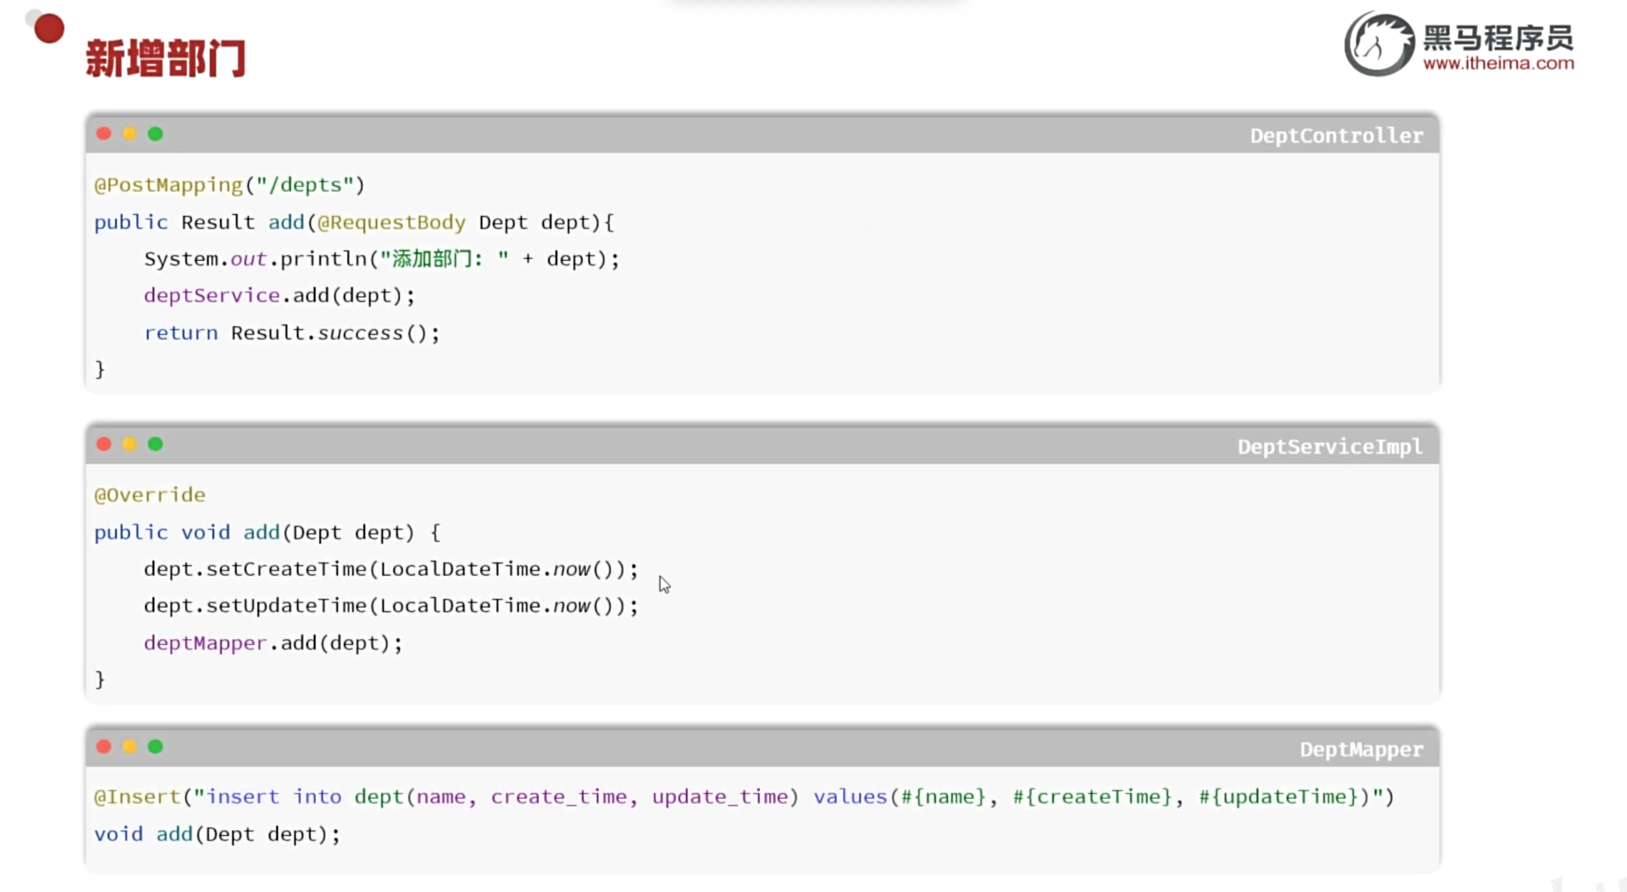 新增部门
黑马程序员
www.itheima.com
DeptController
@PostMapping("/depts")
public Result add(@RequestBody Dept dept){
    System.out.println("添加部门: " + dept);
    deptService.add(dept);
    return Result.success();
}
DeptServiceImpl
@Override
public void add(Dept dept) {
    dept.setCreateTime(LocalDateTime.now());
    dept.setUpdateTime(LocalDateTime.now());
    deptMapper.add(dept);
}
DeptMapper
@Insert("insert into dept(name, create_time, update_time) values(#{name}, #{createTime}, #{updateTime})")
void add(Dept dept);